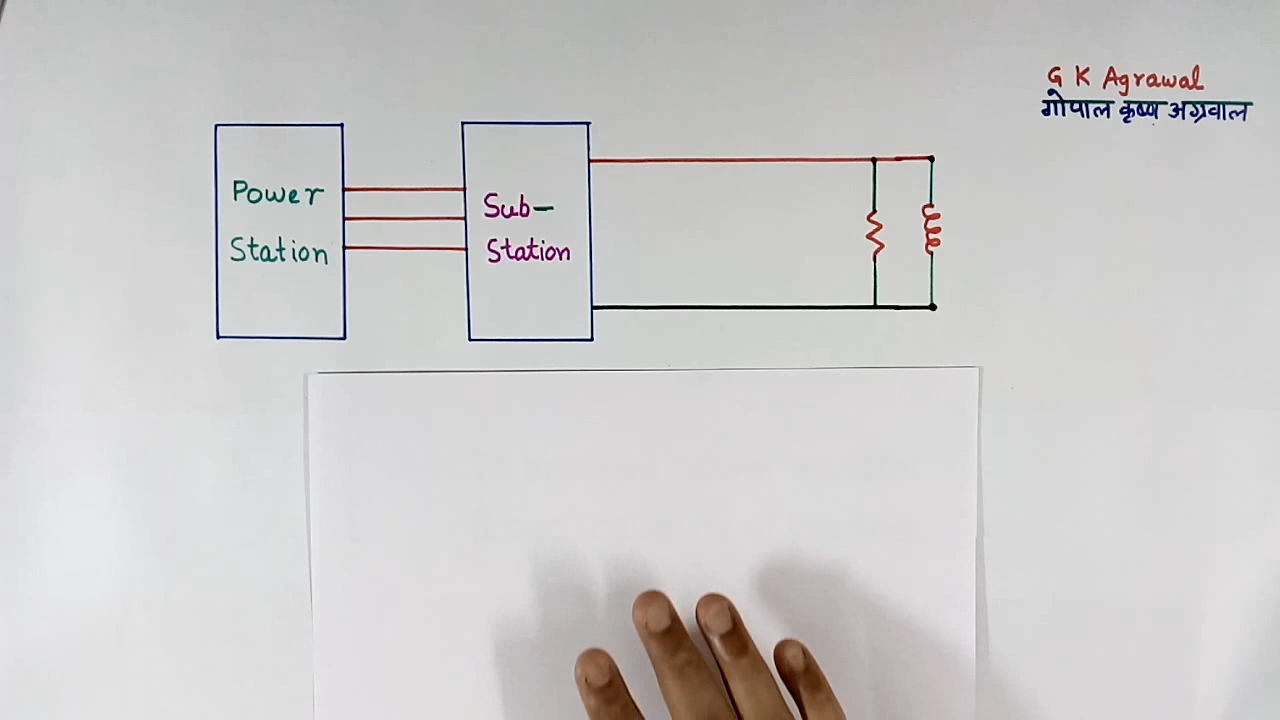 G K Agrawal
गोपाल कृष्ण अग्रवाल
Power
Station
Sub-
Station